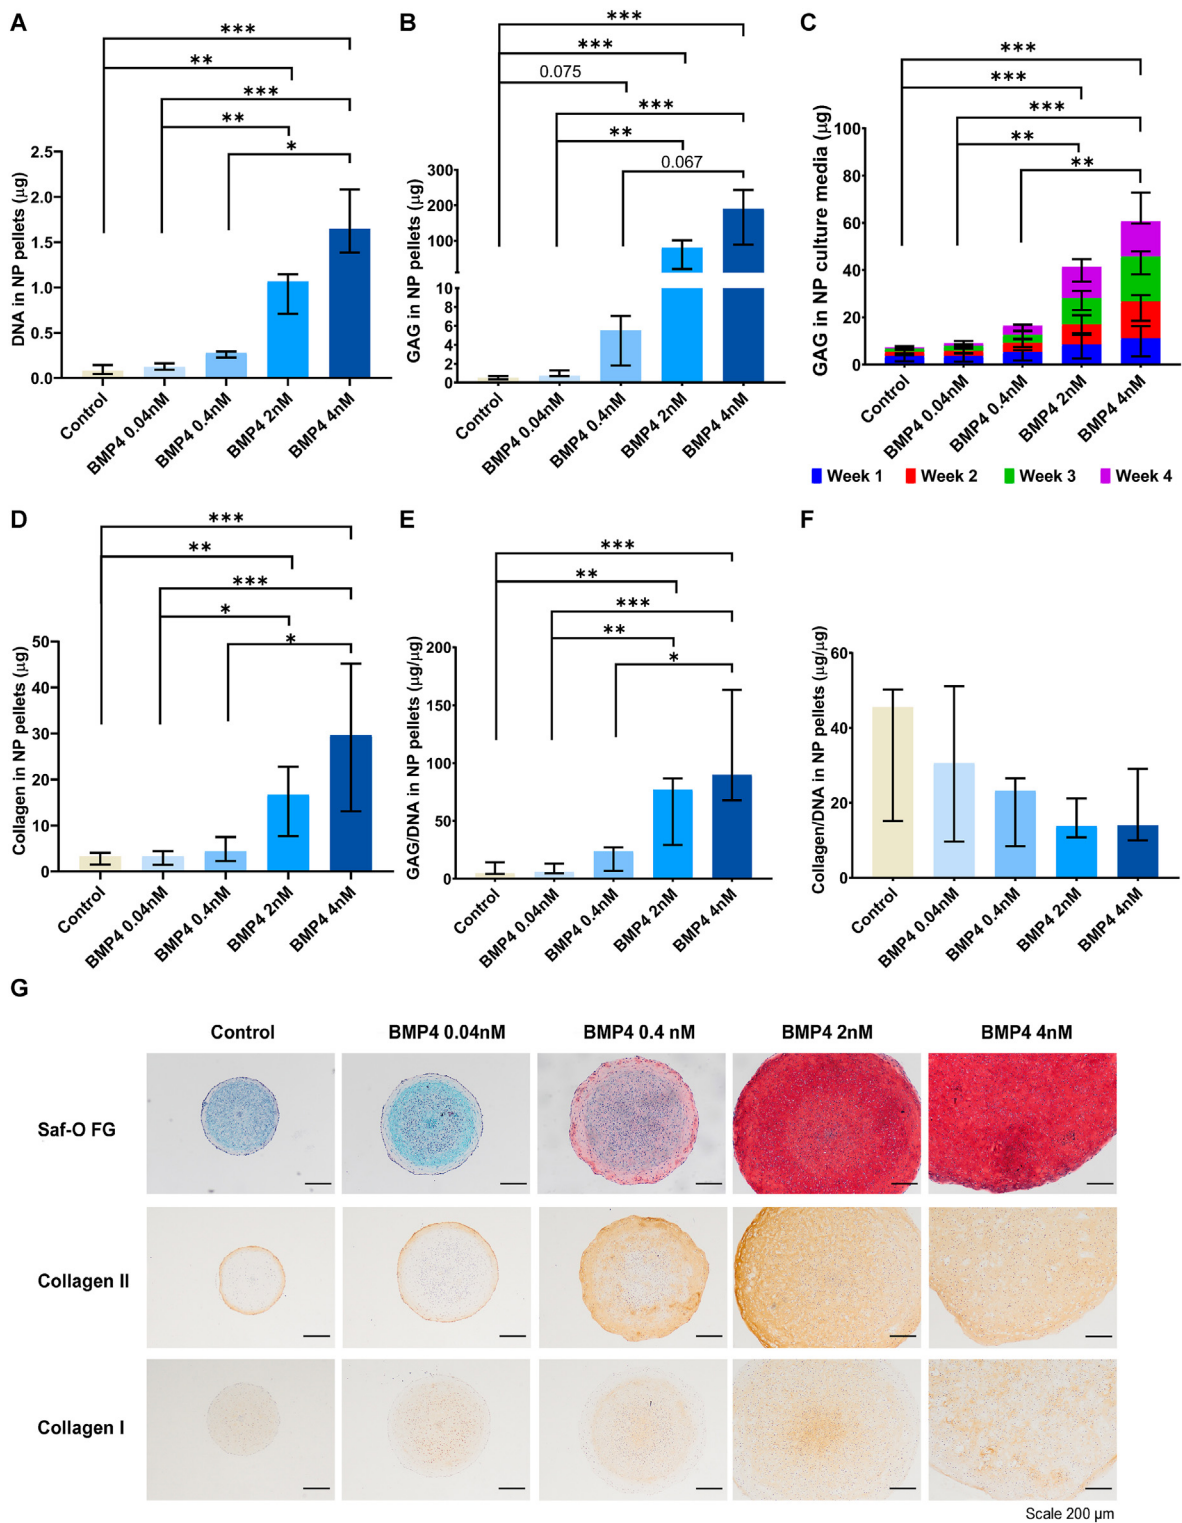 A
***
**
***
**
*
DNA in NP pellets (µg)
2.5
2.0
1.5
1.0
0.5
0.0
Control
BMP4 0.04nM
BMP4 0.4nM
BMP4 2nM
BMP4 4nM
B
***
***
0.075
***
**
0.067
GAG in NP pellets (µg)
300
200
100
10
8
6
4
2
0
Control
BMP4 0.04nM
BMP4 0.4nM
BMP4 2nM
BMP4 4nM
C
***
***
***
**
**
GAG in NP culture media (µg)
100
80
60
40
20
0
Control
BMP4 0.04nM
BMP4 0.4nM
BMP4 2nM
BMP4 4nM
Week 1 Week 2 Week 3 Week 4
D
***
**
***
*
*
Collagen in NP pellets (µg)
50
40
30
20
10
0
Control
BMP4 0.04nM
BMP4 0.4nM
BMP4 2nM
BMP4 4nM
E
***
**
***
**
*
GAG/DNA in NP pellets (µg/µg)
200
150
100
50
0
Control
BMP4 0.04nM
BMP4 0.4nM
BMP4 2nM
BMP4 4nM
F
Collagen/DNA in NP pellets (µg/µg)
60
40
20
0
Control
BMP4 0.04nM
BMP4 0.4nM
BMP4 2nM
BMP4 4nM
G
Control BMP4 0.04nM BMP4 0.4 nM BMP4 2nM BMP4 4nM
Saf-O FG
Collagen II
Collagen I
Scale 200 µm